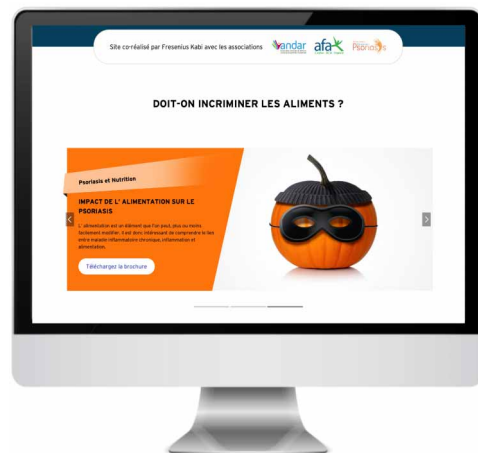 Site co-réalisé par Fresenius Kabi avec les associations
andar
afa
Psoriasis
DOIT-ON INCRIMINER LES ALIMENTS ?
Psoriasis et Nutrition
IMPACT DE L' ALIMENTATION SUR LE
PSORIASIS
L' alimentation est un élément que l'on peut, plus ou moins
facilement modifier. Il est donc intéressant de comprendre le lien
entre maladie inflammatoire chronique, inflammation et
alimentation.
Téléchargez la brochure